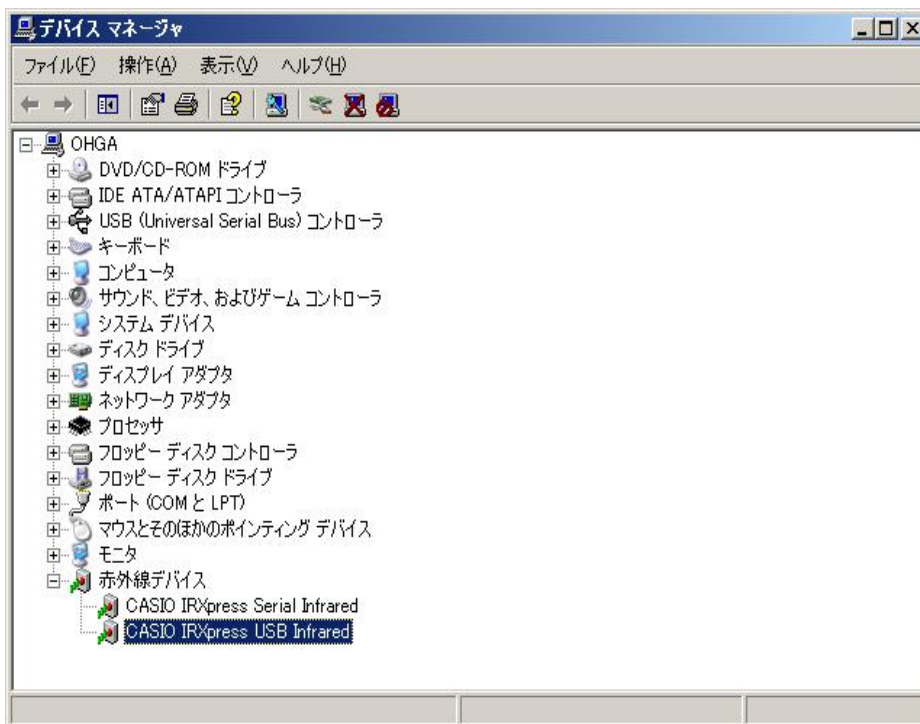 デバイス マネージャ
ファイル(F) 操作(A) 表示(V) ヘルプ(H)
OHGA
DVD/CD-ROM ドライブ
IDE ATA/ATAPI コントローラ
USB (Universal Serial Bus) コントローラ
キーボード
コンピュータ
サウンド、ビデオ、およびゲーム コントローラ
システム デバイス
ディスク ドライブ
ディスプレイ アダプタ
ネットワーク アダプタ
プロセッサ
フロッピー ディスク コントローラ
フロッピー ディスク ドライブ
ポート (COM と LPT)
マウスとそのほかのポインティング デバイス
モニタ
赤外線デバイス
CASIO IRXpress Serial Infrared
CASIO IRXpress USB Infrared